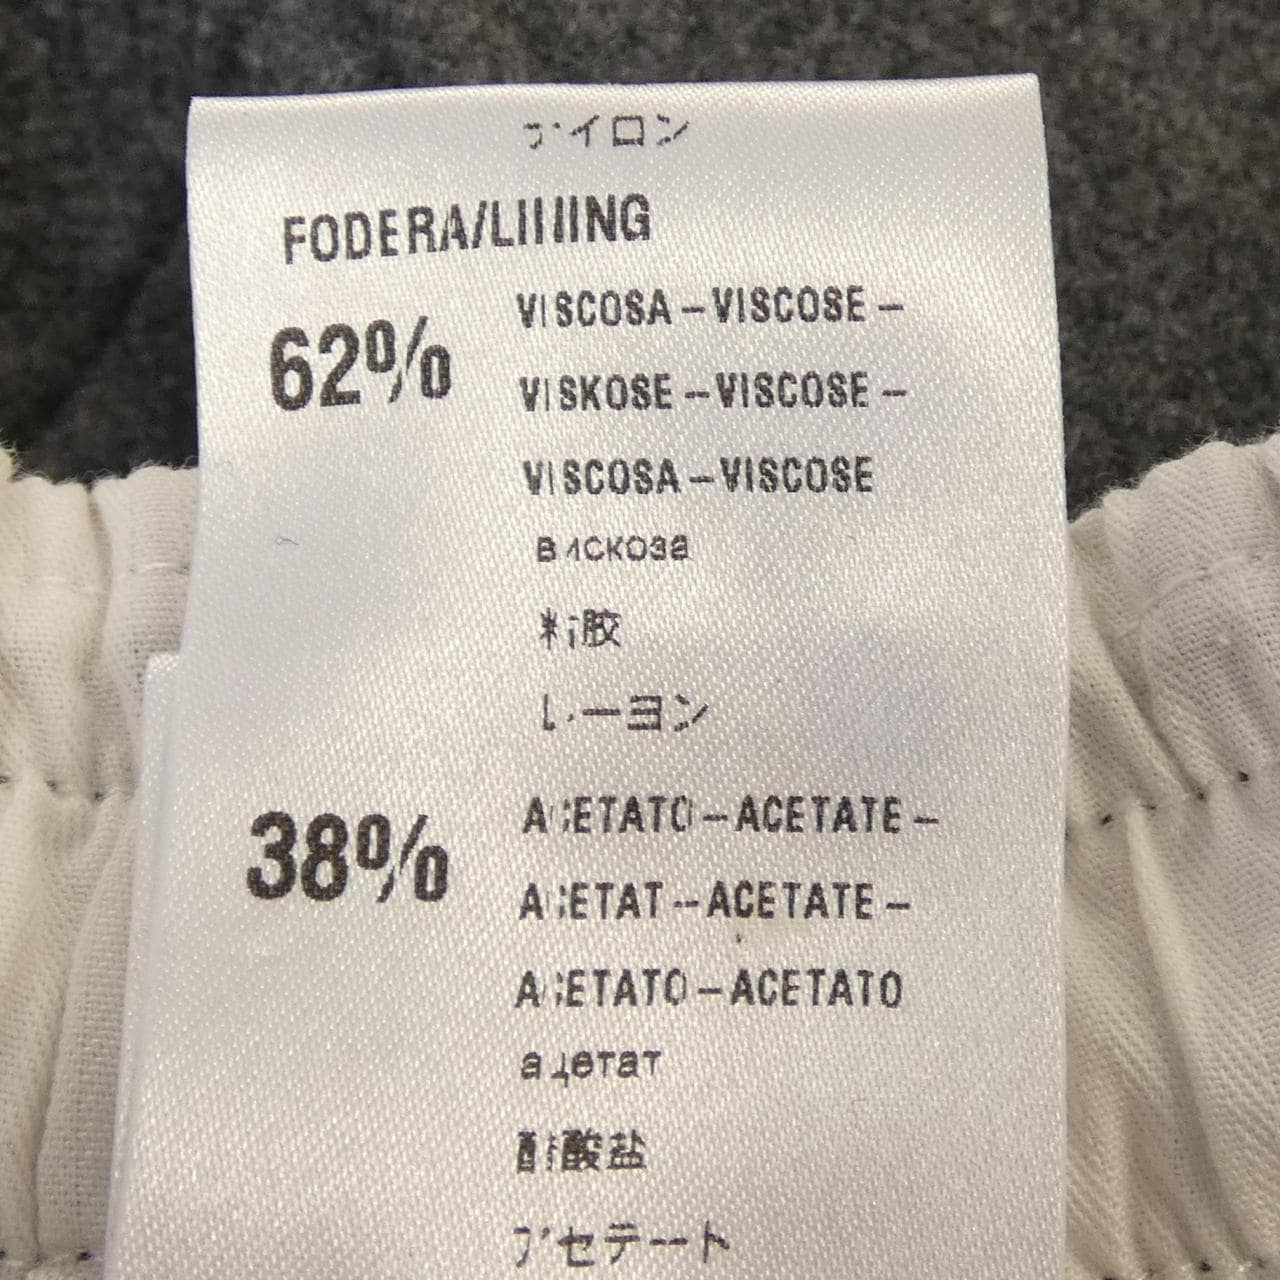 ナイロン
FODERA/LINING
62% VISCOSA-VISCOSE-
VISKOSE-VISCOSE-
VISCOSA-VISCOSE
вискоза
粘胶
レーヨン
38% ACETATO-ACETATE-
ACETAT-ACETATE-
ACETATO-ACETATO
ацетат
醋酸盐
アセテート